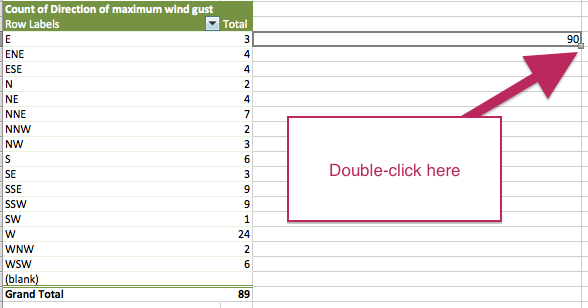 Count of Direction of maximum wind gust
Row Labels Total
E 3 90
ENE 4
ESE 4
N 2
NE 4
NNE 7
NNW 2
NW 3
S 6
SE 3
SSE 9
SSW 9
SW 1
W 24
WNW 2
WSW 6
(blank)
Grand Total 89
Double-click here